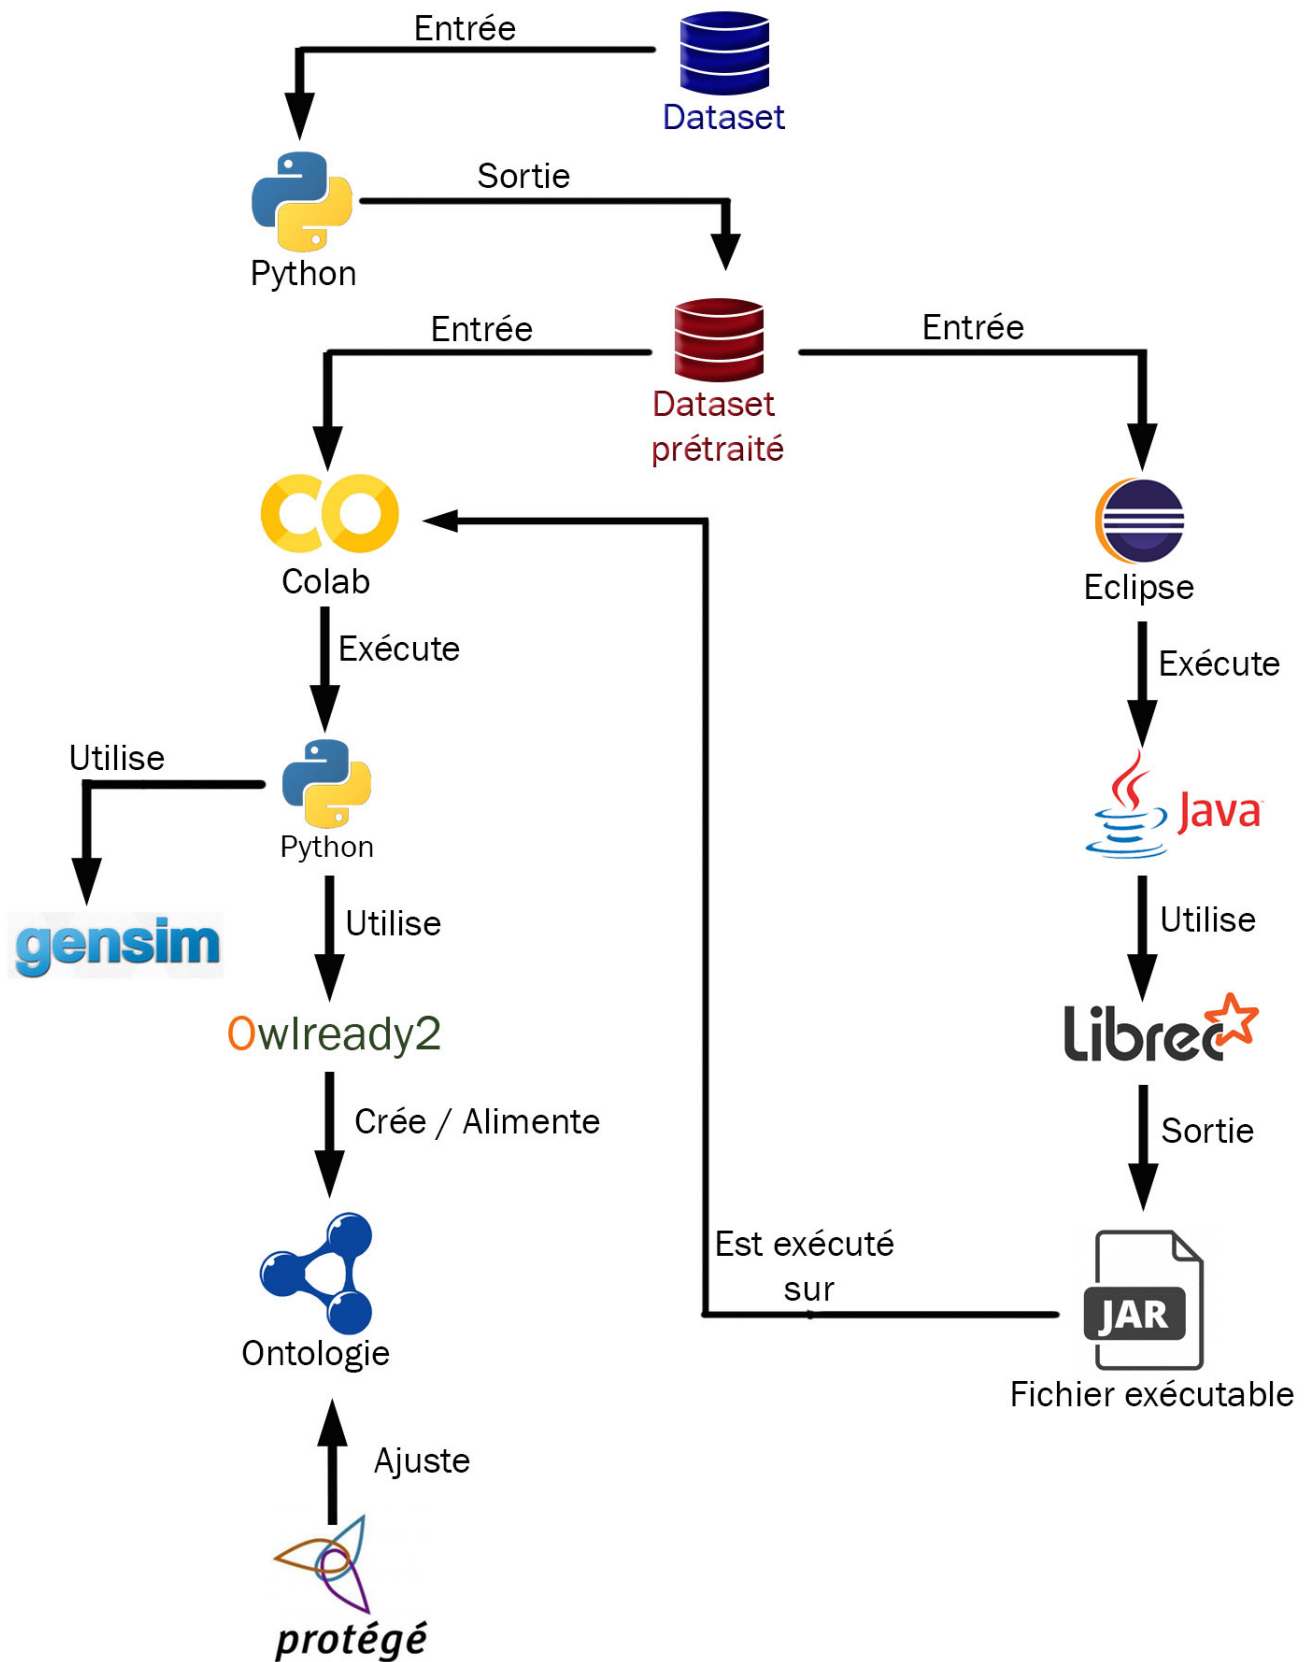 Entrée
Dataset
Sortie
Python
Entrée
Entrée
Dataset
prétraité
CO
Colab
Eclipse
Exécute
Exécute
Utilise
Java
Python
Utilise
Utilise
gensim
Owlready2
Librec
Crée / Alimente
Sortie
Est exécuté
sur
JAR
Ontologie
Fichier exécutable
Ajuste
protégé